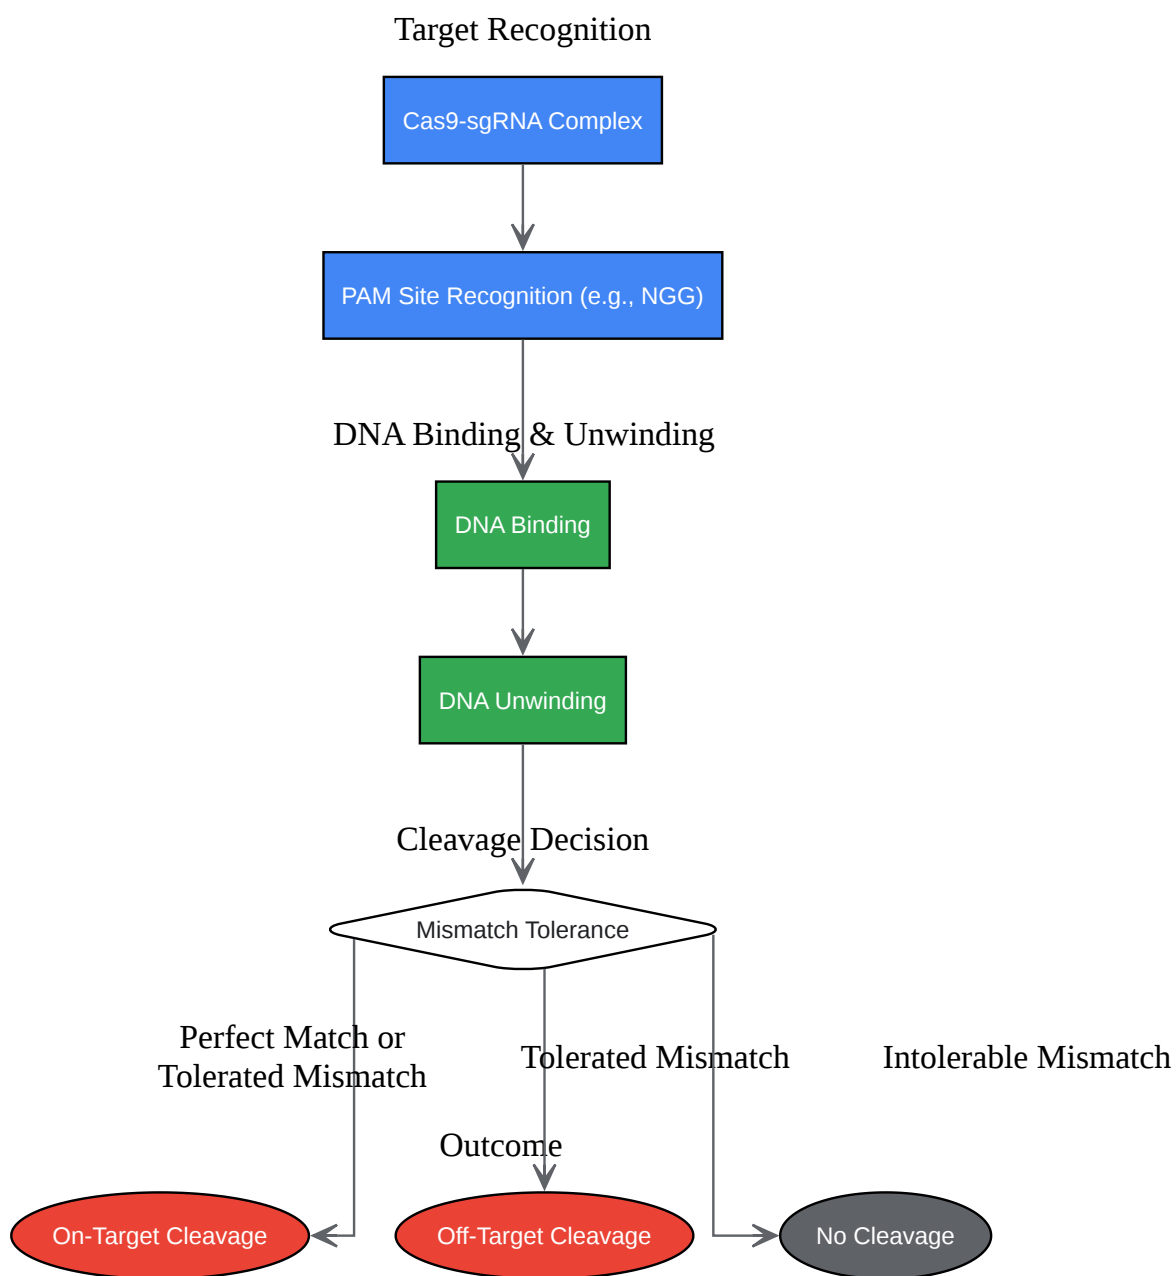 Target Recognition
Cas9-sgRNA Complex
PAM Site Recognition (e.g., NGG)
DNA Binding & Unwinding
DNA Binding
DNA Unwinding
Cleavage Decision
Mismatch Tolerance
Perfect Match or
Tolerated Mismatch
Tolerated Mismatch
Intolerable Mismatch
Outcome
On-Target Cleavage
Off-Target Cleavage
No Cleavage